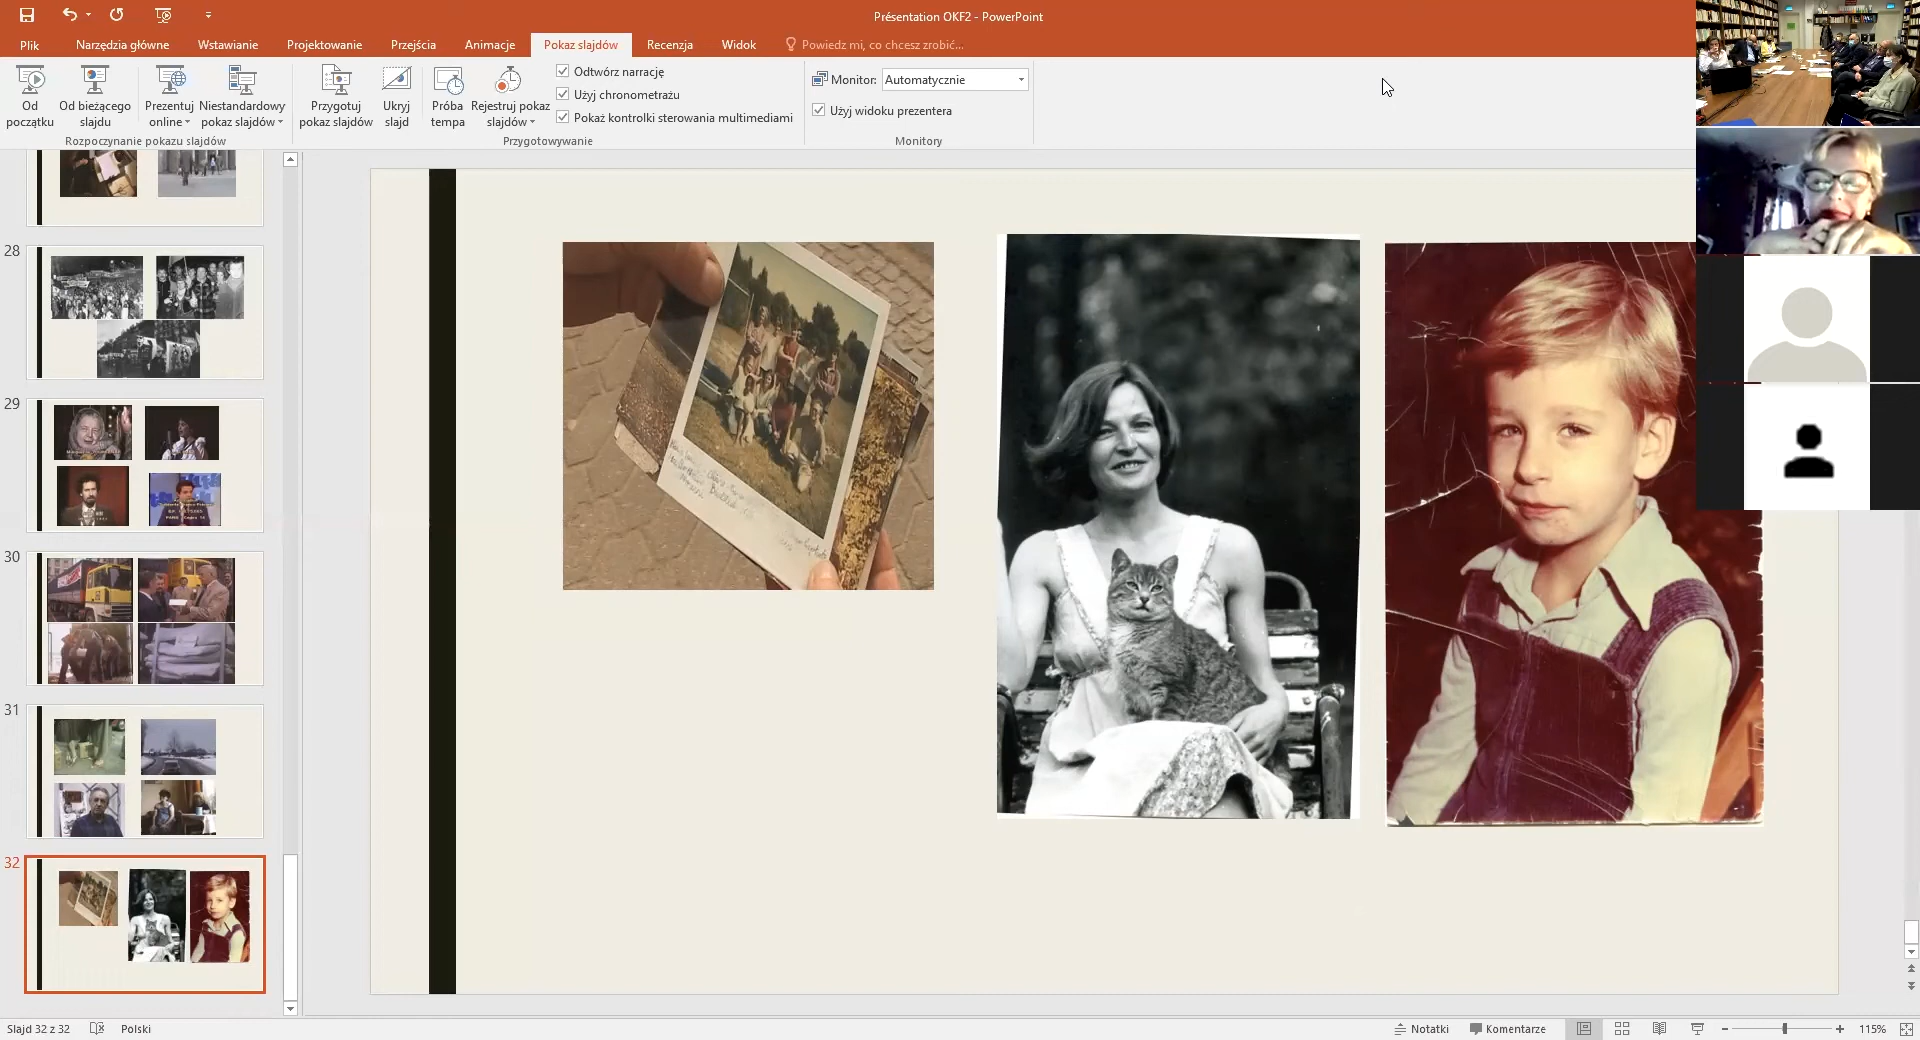 Présentation OKF2 - PowerPoint
Plik
Narzędzia główne
Wstawianie
Projektowanie
Przejścia
Animacje
Pokaz slajdów
Recenzja
Widok
Powiedz mi, co chcesz zrobić...
Od początku
Od bieżącego slajdu
Prezentuj online
Niestandardowy pokaz slajdów
Rozpoczynanie pokazu slajdów
Przygotuj pokaz slajdów
Ukryj slajd
Próba tempa
Rejestruj pokaz slajdów
Odtwórz narrację
Użyj chronometrażu
Pokaż kontrolki sterowania multimediami
Przygotowywanie
Monitor: Automatycznie
Użyj widoku prezentera
Monitory
28
29
30
31
32
Slajd 32 z 32
Polski
Notatki
Komentarze
115%